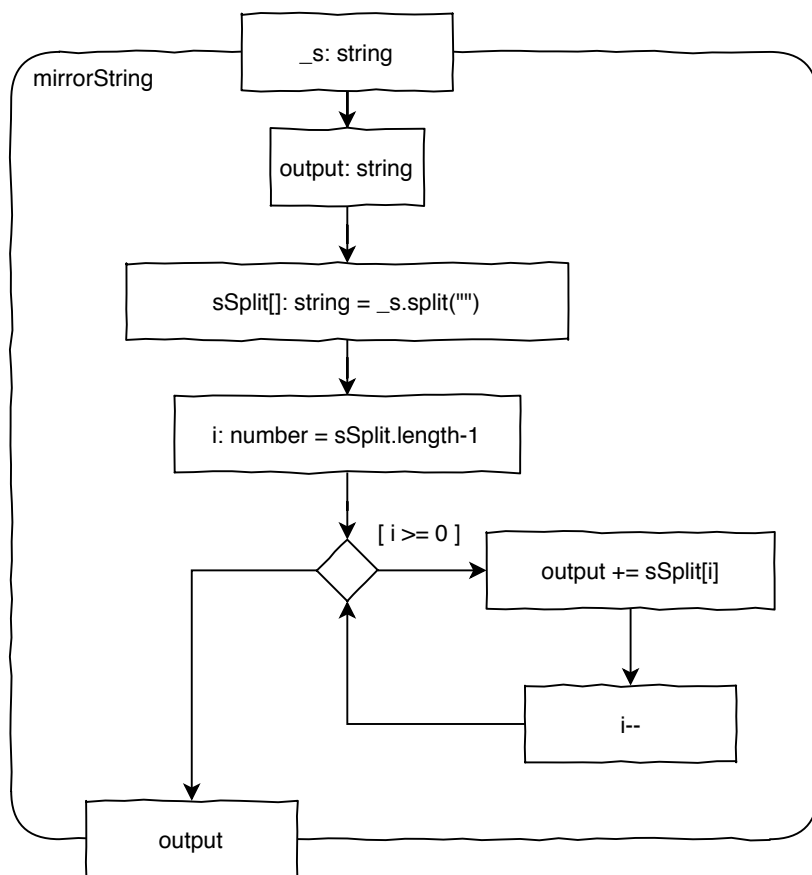 _s: string
mirrorString
output: string
sSplit[]: string = _s.split("")
i: number = sSplit.length-1
[ i >= 0 ]
output += sSplit[i]
i--
output